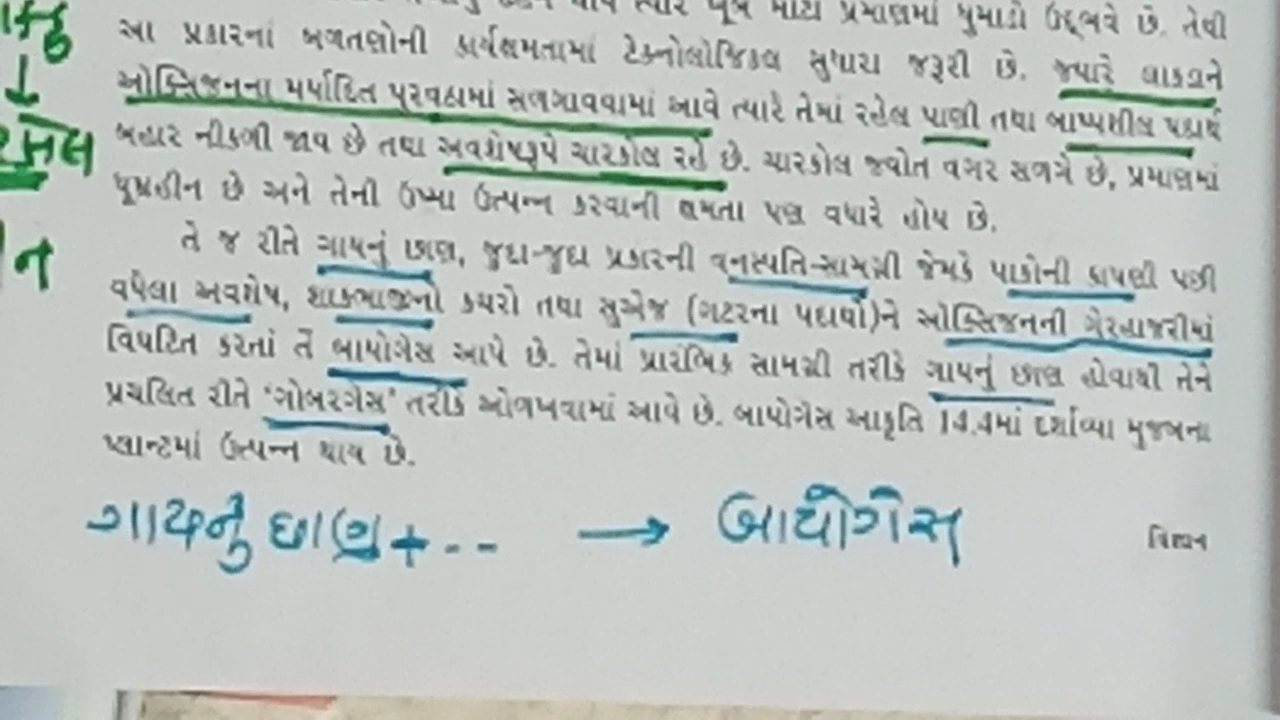 ત્યારે ખૂબ મોટા પ્રમાણમાં ધુમાડો ઉદ્ભવે છે. તેથી
આ પ્રકારનાં બળતણોની કાર્યક્ષમતામાં ટેક્નોલોજિકલ સુધારા જરૂરી છે. જ્યારે લાકડાને
ઑક્સિજનના મર્યાદિત પુરવઠામાં સળગાવવામાં આવે ત્યારે તેમાં રહેલ પાણી તથા બાષ્પશીલ પદાર્થ
બહાર નીકળી જાય છે તથા અવશેષરૂપે ચારકોલ રહે છે. ચારકોલ જ્યોત વગર સળગે છે, પ્રમાણમાં
ધૂમ્રહીન છે અને તેની ઉષ્મા ઉત્પન્ન કરવાની ક્ષમતા પણ વધારે હોય છે.
તે જ રીતે ગાયનું છાણ, જુદા-જુદા પ્રકારની વનસ્પતિ-સામગ્રી જેમકે પાકોની કાપણી પછી
વધેલા અવશેષ, શાકભાજીનો કચરો તથા સુએજ (ગટરના પદાર્થો)ને ઑક્સિજનની ગેરહાજરીમાં
વિઘટિત કરતાં તે બાયોગૅસ આપે છે. તેમાં પ્રારંભિક સામગ્રી તરીકે ગાયનું છાણ હોવાથી તેને
પ્રચલિત રીતે 'ગોબરગૅસ' તરીકે ઓળખવામાં આવે છે. બાયોગૅસ આકૃતિ 14.4માં દર્શાવ્યા મુજબના
પ્લાન્ટમાં ઉત્પન્ન થાય છે.
ગાયનું છાણ + -- → બાયોગેસ
વિજ્ઞાન